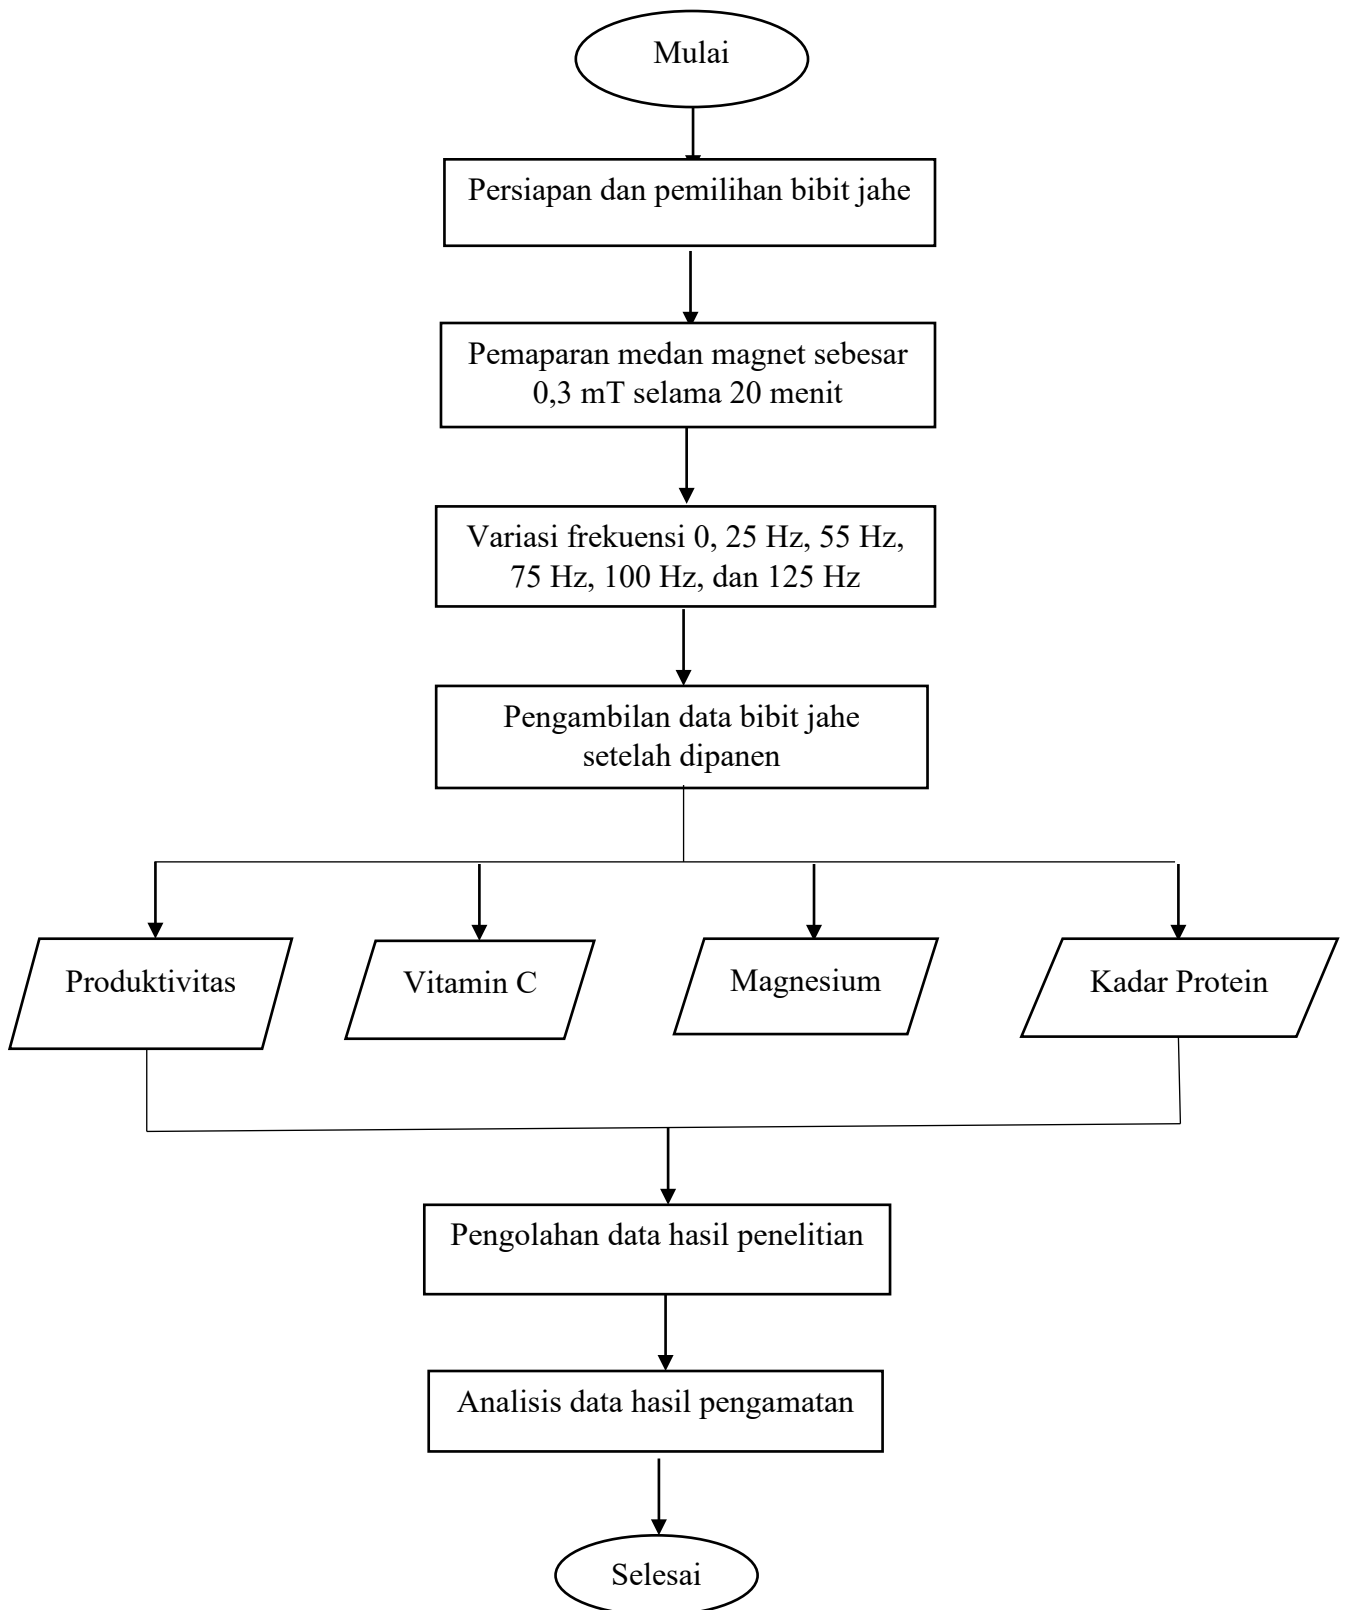 Mulai
Persiapan dan pemilihan bibit jahe
Pemaparan medan magnet sebesar
0,3 mT selama 20 menit
Variasi frekuensi 0, 25 Hz, 55 Hz,
75 Hz, 100 Hz, dan 125 Hz
Pengambilan data bibit jahe
setelah dipanen
Produktivitas
Vitamin C
Magnesium
Kadar Protein
Pengolahan data hasil penelitian
Analisis data hasil pengamatan
Selesai